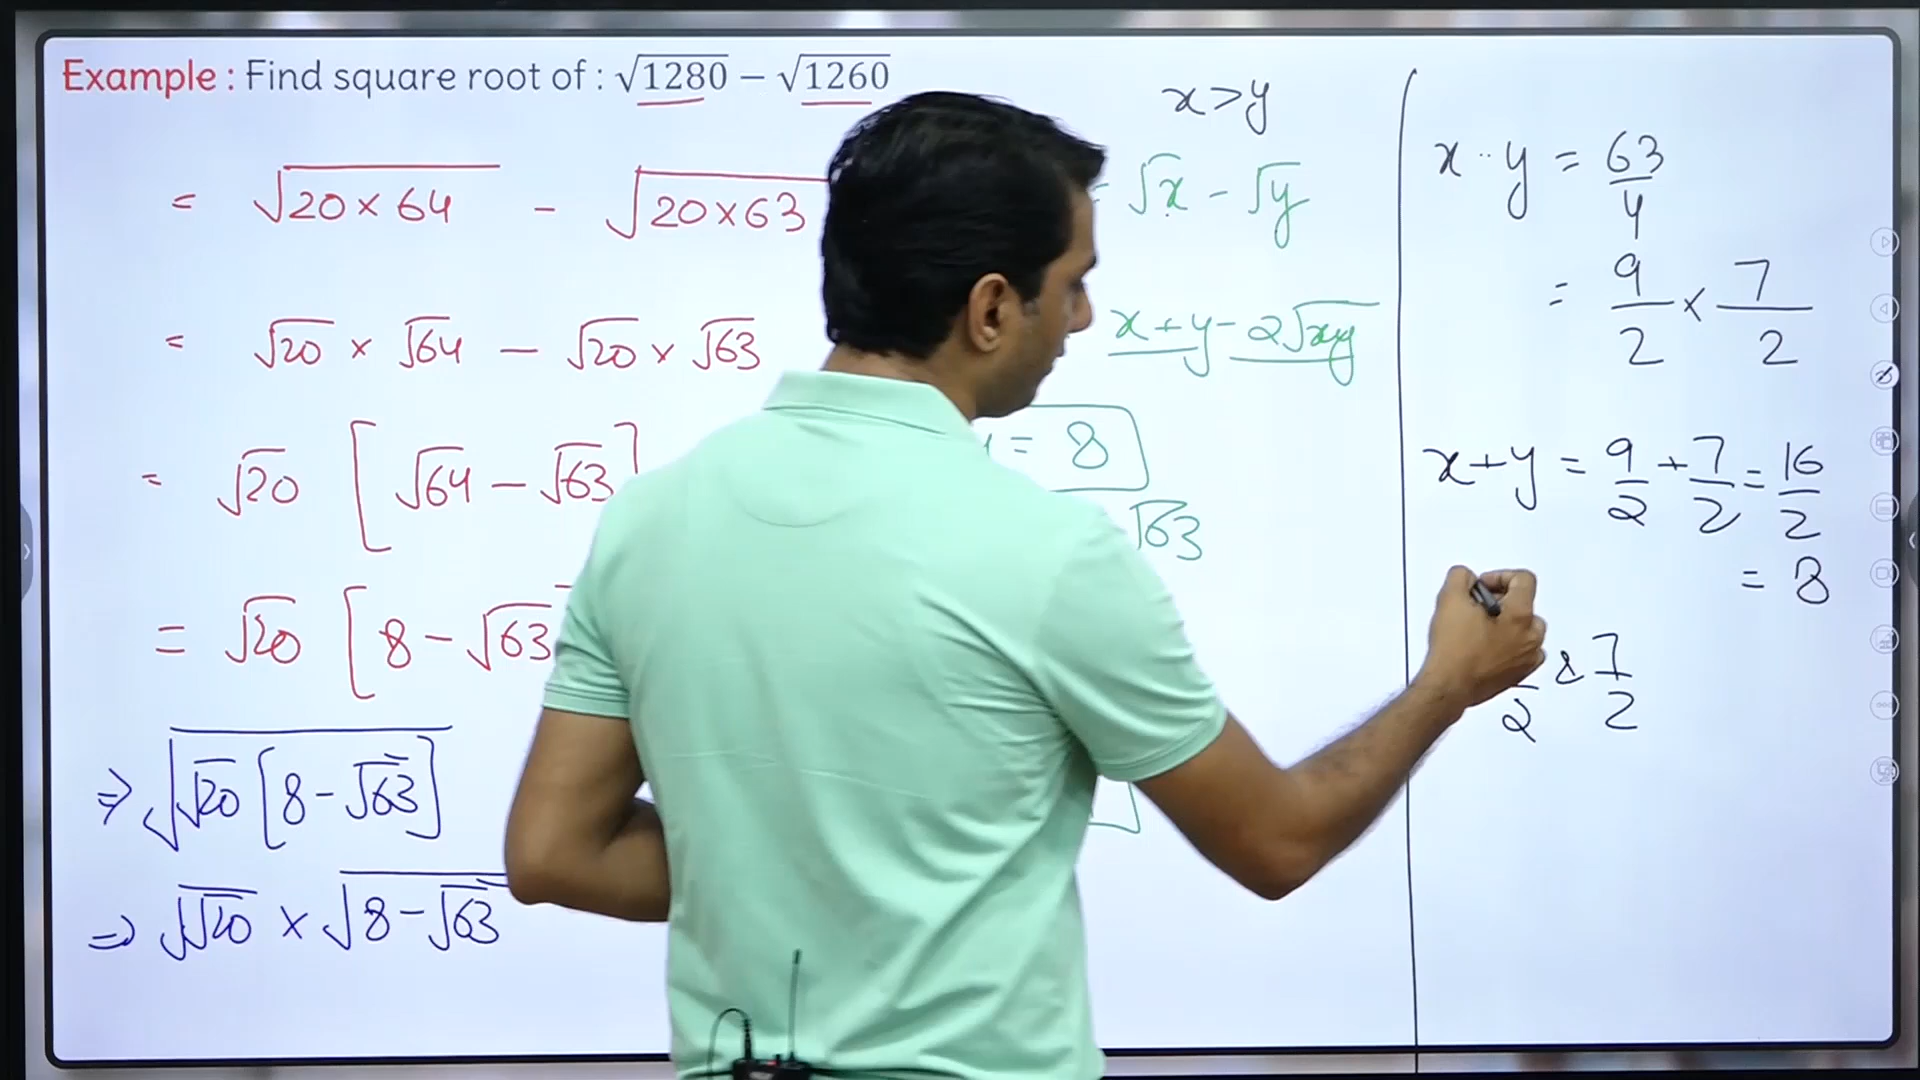 Example : Find square root of : √1280 − √1260
= √20×64 - √20×63
= √20 × √64 - √20 × √63
= √20 [√64 - √63]
= √20 [8 - √63
⇒ √√20 [8 - √63]
⇒ √√20 × √8 - √63
x > y
= √x - √y
x + y - 2√xy
= 8
√63
x · y = 63/4
= 9/2 × 7/2
x + y = 9/2 + 7/2 = 16/2
= 8
2 & 7/2